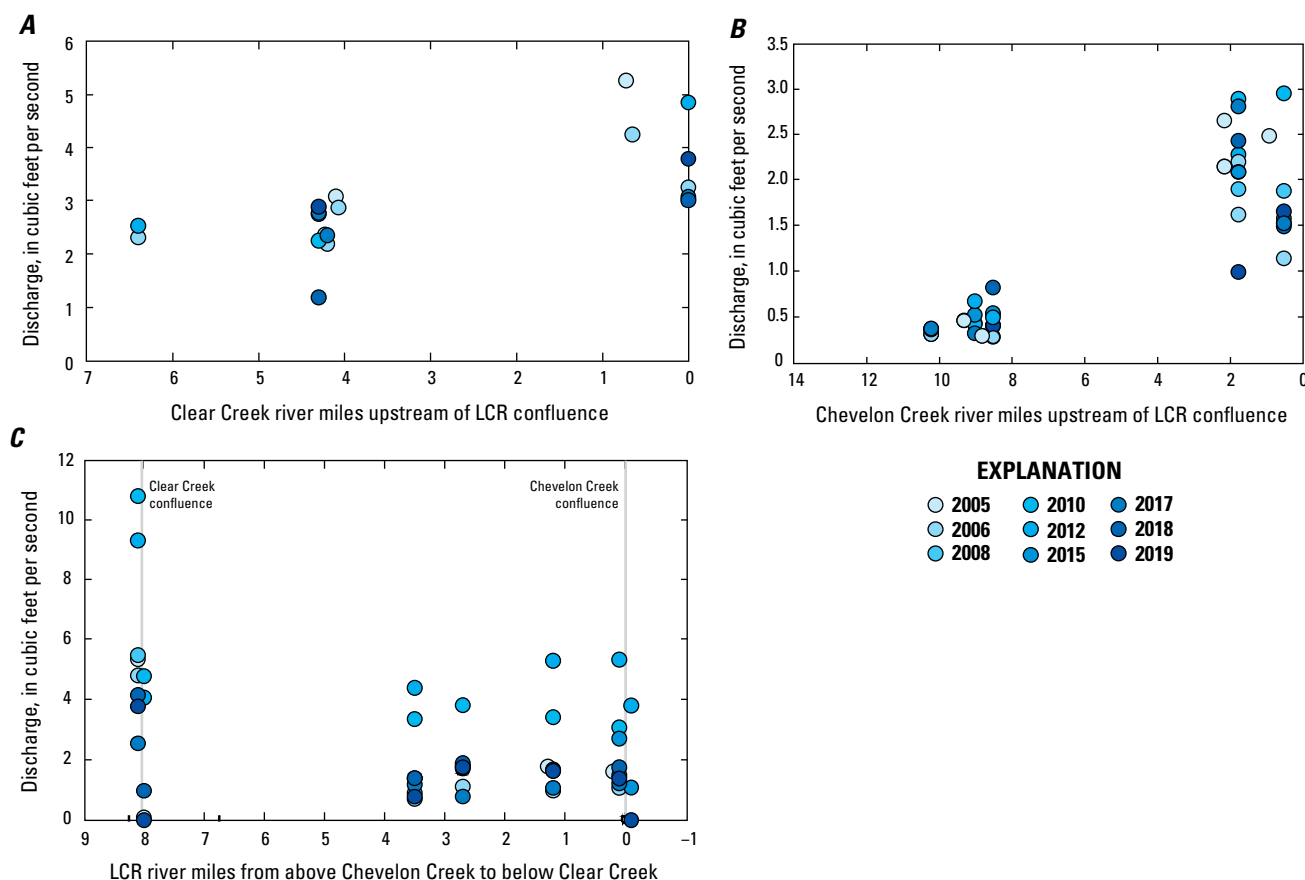 A
B
Discharge, in cubic feet per second
6
5
4
3
2
1
0
7 6 5 4 3 2 1 0
Clear Creek river miles upstream of LCR confluence
Discharge, in cubic feet per second
3.5
3.0
2.5
2.0
1.5
1.0
0.5
0
14 12 10 8 6 4 2 0
Chevelon Creek river miles upstream of LCR confluence
C
Discharge, in cubic feet per second
12
10
8
6
4
2
0
Clear Creek
confluence
Chevelon Creek
confluence
9 8 7 6 5 4 3 2 1 0 −1
LCR river miles from above Chevelon Creek to below Clear Creek
EXPLANATION
2005 2010 2017
2006 2012 2018
2008 2015 2019